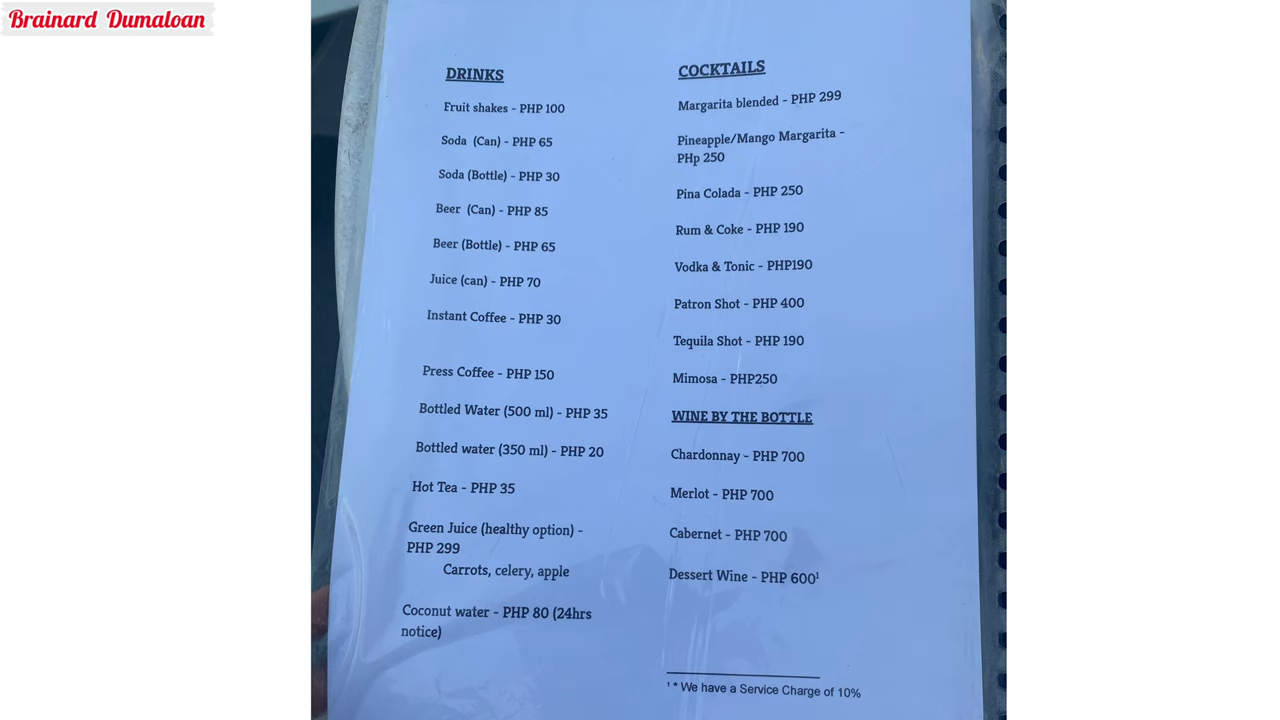 Brainard Dumaloan
DRINKS
Fruit shakes - PHP 100
Soda (Can) - PHP 65
Soda (Bottle) - PHP 30
Beer (Can) - PHP 85
Beer (Bottle) - PHP 65
Juice (can) - PHP 70
Instant Coffee - PHP 30
Press Coffee - PHP 150
Bottled Water (500 ml) - PHP 35
Bottled water (350 ml) - PHP 20
Hot Tea - PHP 35
Green Juice (healthy option) -
PHP 299
Carrots, celery, apple
Coconut water - PHP 80 (24hrs
notice)
COCKTAILS
Margarita blended - PHP 299
Pineapple/Mango Margarita -
PHp 250
Pina Colada - PHP 250
Rum & Coke - PHP 190
Vodka & Tonic - PHP190
Patron Shot - PHP 400
Tequila Shot - PHP 190
Mimosa - PHP250
WINE BY THE BOTTLE
Chardonnay - PHP 700
Merlot - PHP 700
Cabernet - PHP 700
Dessert Wine - PHP 600¹
¹ * We have a Service Charge of 10%